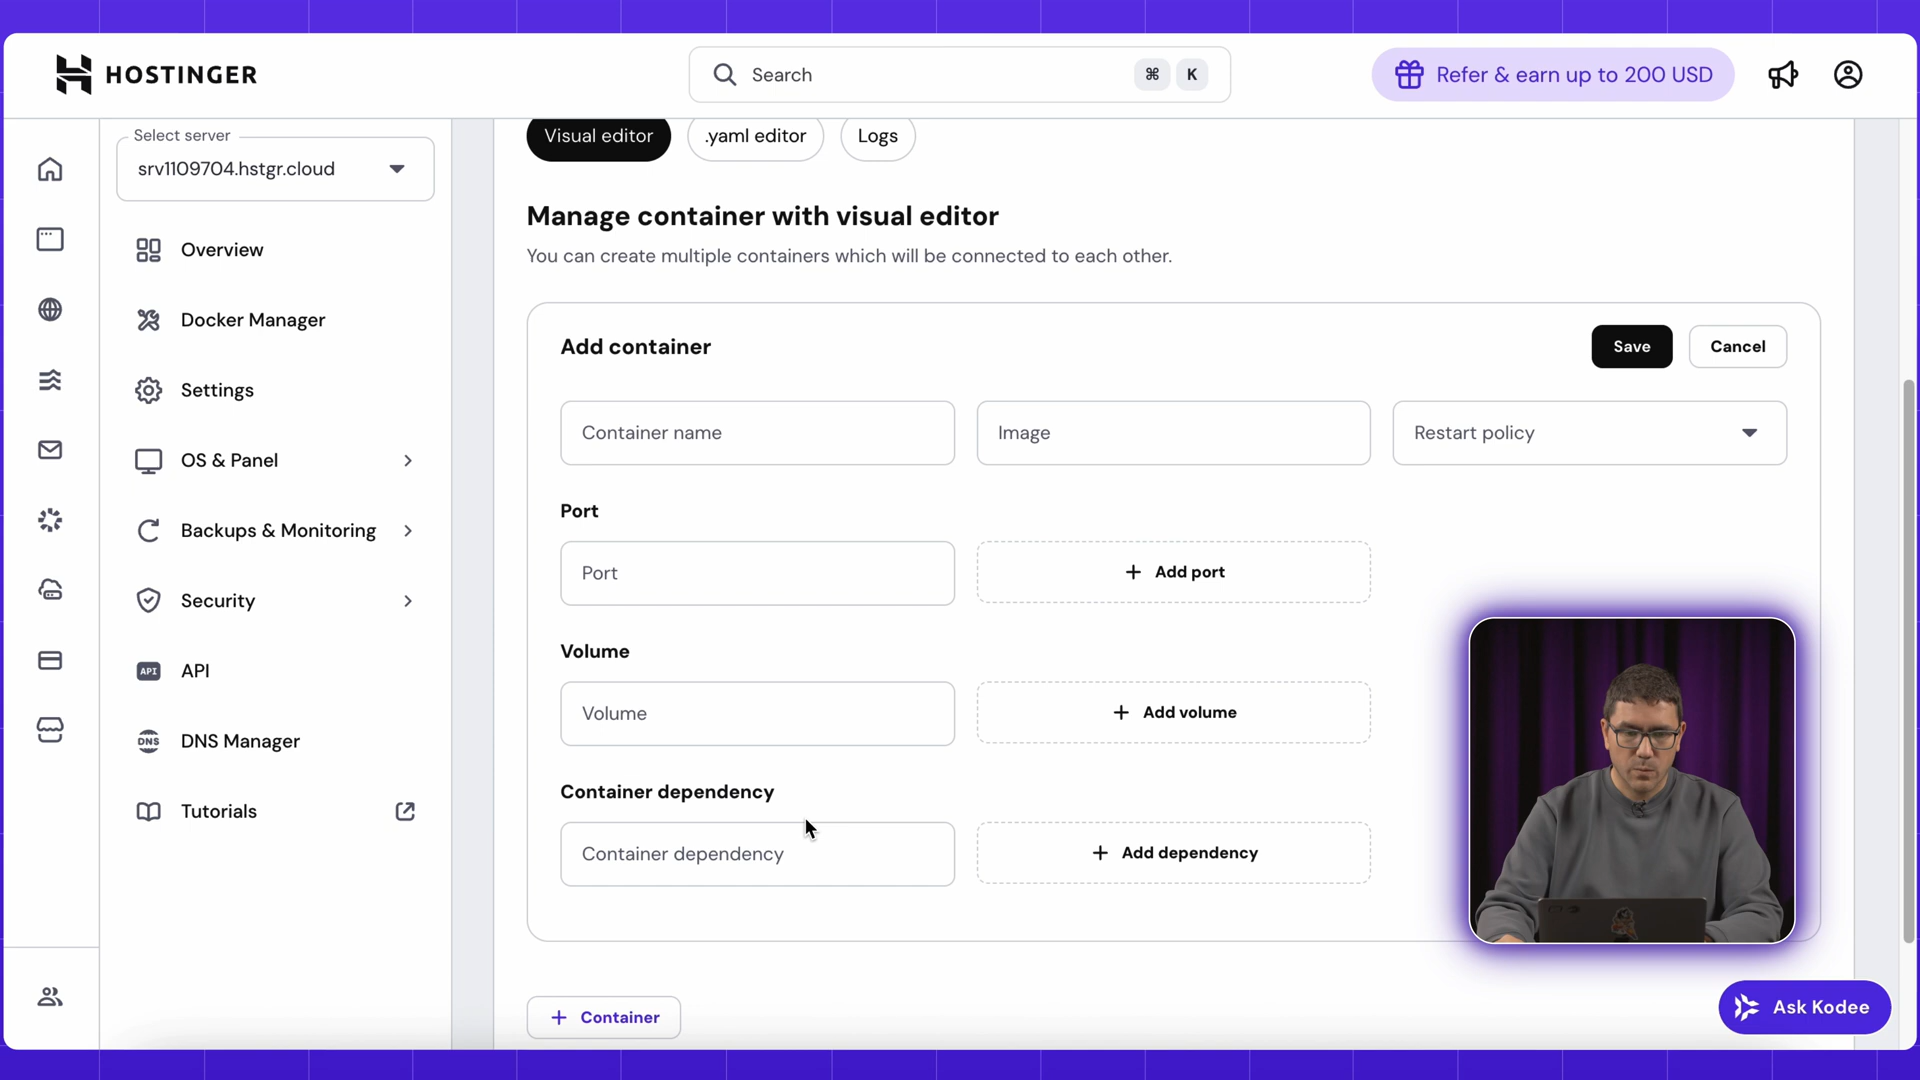 HOSTINGER
Search
⌘ K
Refer & earn up to 200 USD
Select server
srv1109704.hstgr.cloud
Overview
Docker Manager
Settings
OS & Panel
Backups & Monitoring
Security
API
API
DNS
DNS Manager
Tutorials
Visual editor
.yaml editor
Logs
Manage container with visual editor
You can create multiple containers which will be connected to each other.
Add container
Save
Cancel
Container name
Image
Restart policy
Port
Port
+ Add port
Volume
Volume
+ Add volume
Container dependency
Container dependency
+ Add dependency
+ Container
Ask Kodee